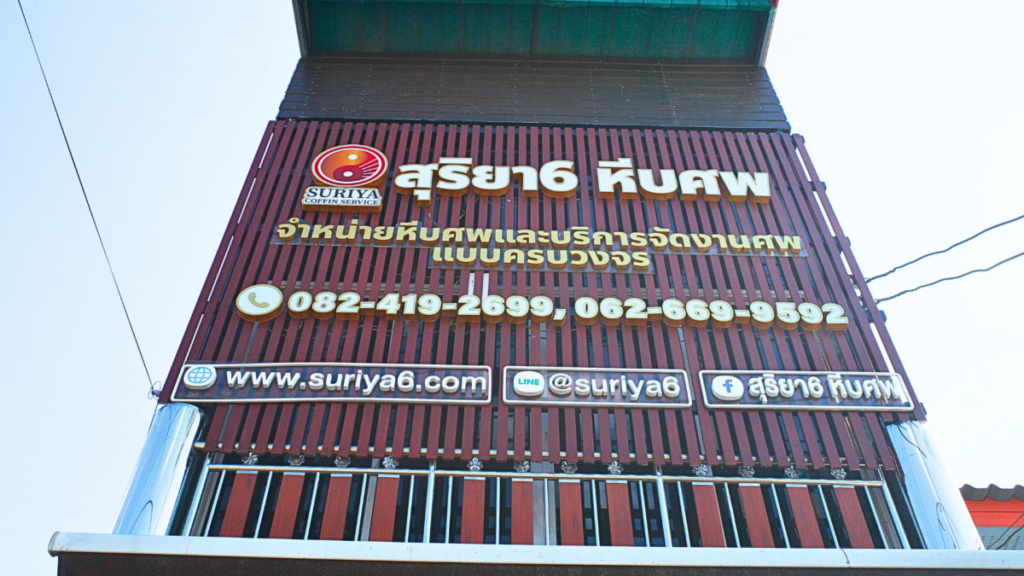 SURIYA
COFFIN SERVICE
สุริยา6 หีบศพ
จำหน่ายหีบศพและบริการจัดงานศพ
แบบครบวงจร
082-419-2699, 062-669-9592
www.suriya6.com
LINE @suriya6
f สุริยา6 หีบศพ